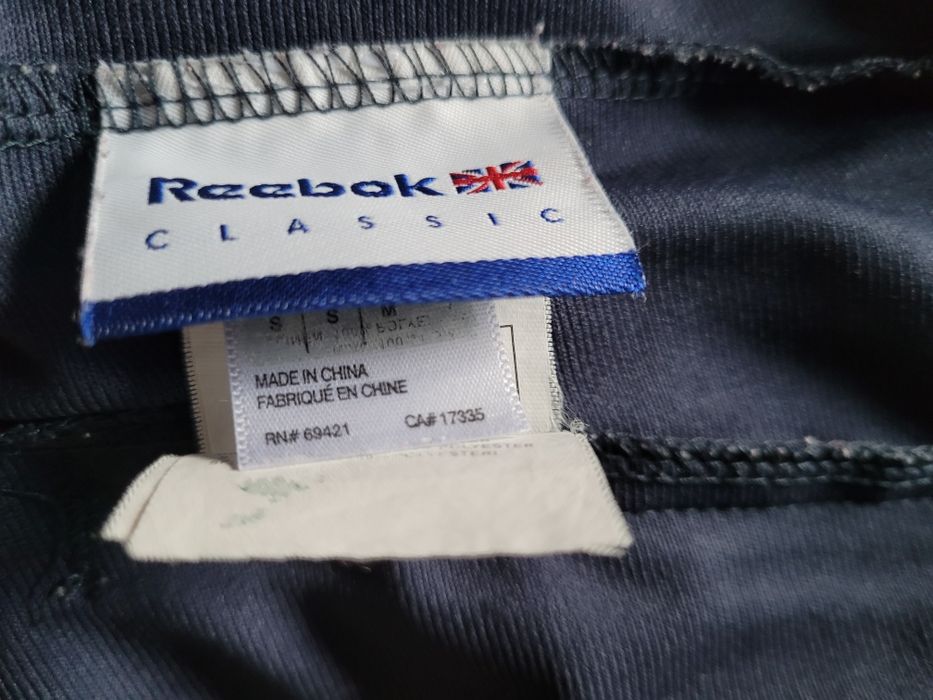 Reebok
CLASSIC
S S M
MADE IN CHINA
FABRIQUÉ EN CHINE
RN# 69421 CA# 17335